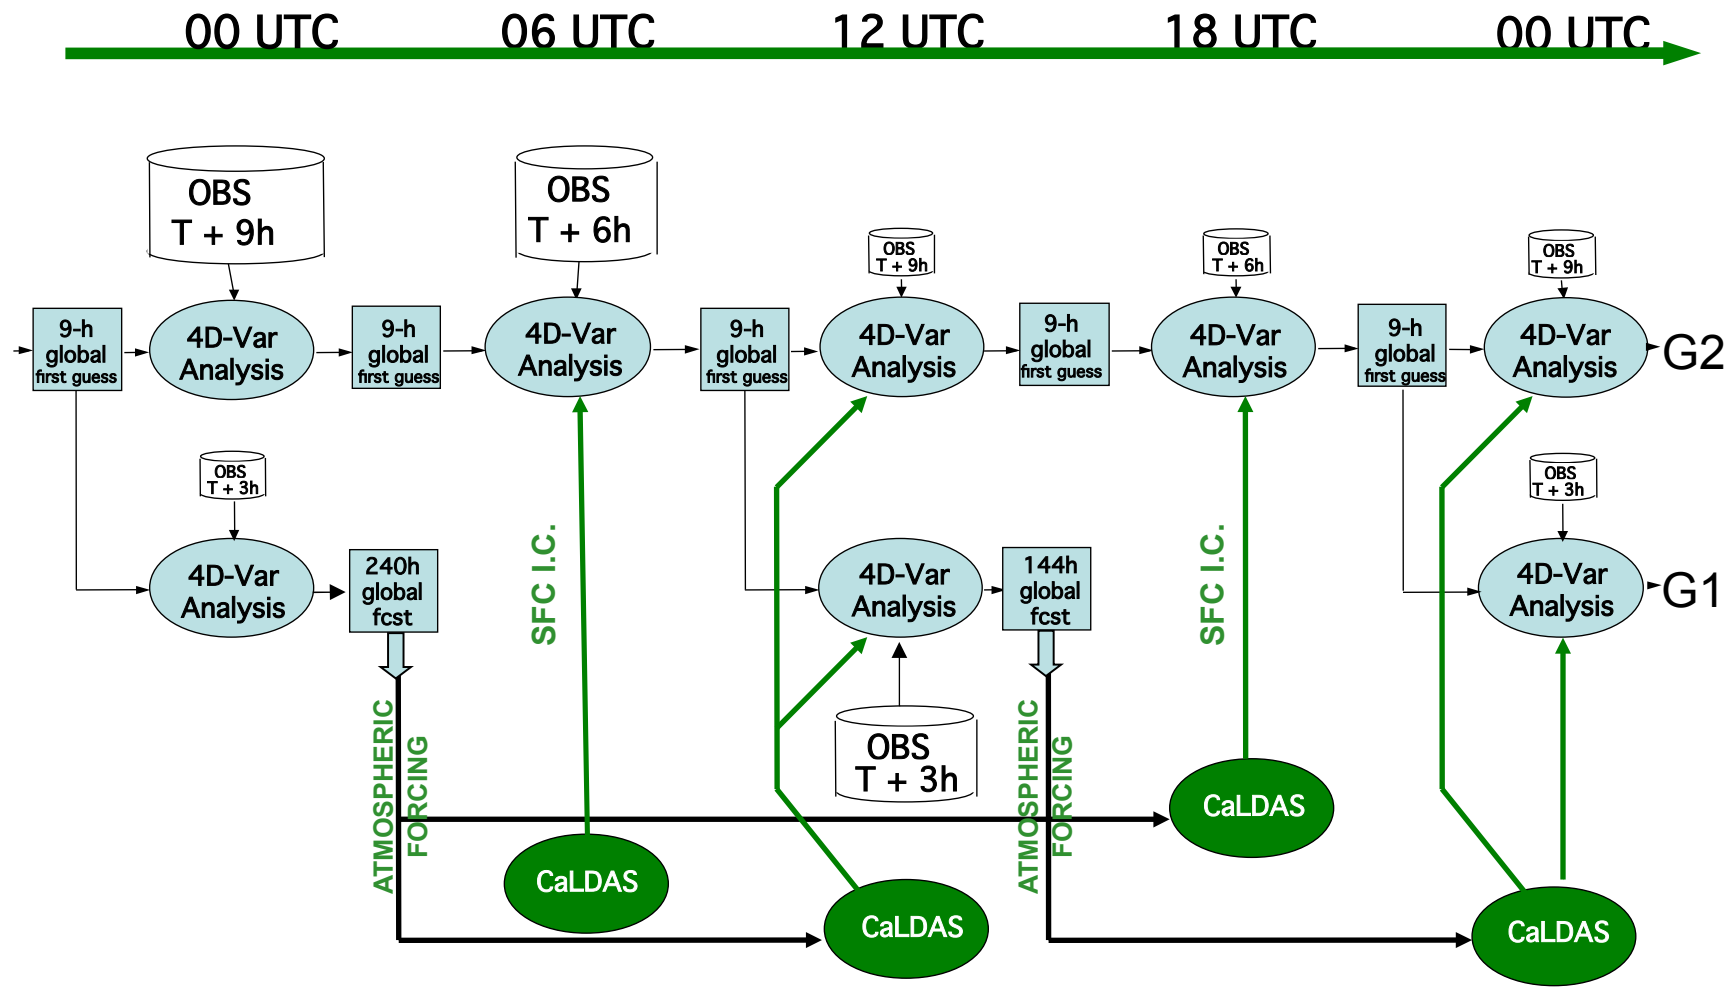 00 UTC
06 UTC
12 UTC
18 UTC
00 UTC
OBS
T + 9h
OBS
T + 6h
OBS
T + 9h
OBS
T + 6h
OBS
T + 9h
9-h
global
first guess
4D-Var
Analysis
9-h
global
first guess
4D-Var
Analysis
9-h
global
first guess
4D-Var
Analysis
9-h
global
first guess
4D-Var
Analysis
9-h
global
first guess
4D-Var
Analysis
G2
OBS
T + 3h
OBS
T + 3h
4D-Var
Analysis
240h
global
fcst
SFC I.C.
4D-Var
Analysis
144h
global
fcst
SFC I.C.
4D-Var
Analysis
G1
ATMOSPHERIC
FORCING
OBS
T + 3h
ATMOSPHERIC
FORCING
CaLDAS
CaLDAS
CaLDAS
CaLDAS